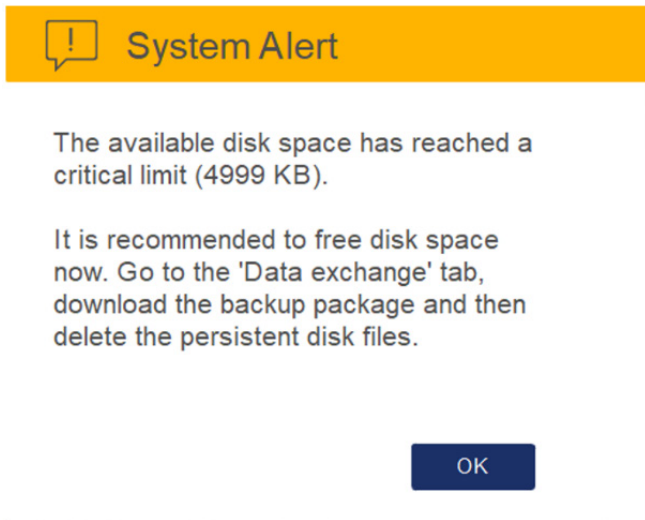 System Alert
The available disk space has reached a
critical limit (4999 KB).
It is recommended to free disk space
now. Go to the 'Data exchange' tab,
download the backup package and then
delete the persistent disk files.
OK